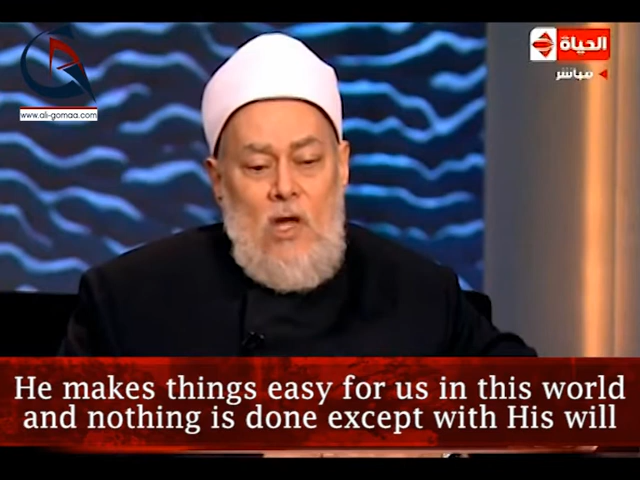 الحياة
مباشر
www.ali-gomaa.com
He makes things easy for us in this world
and nothing is done except with His will